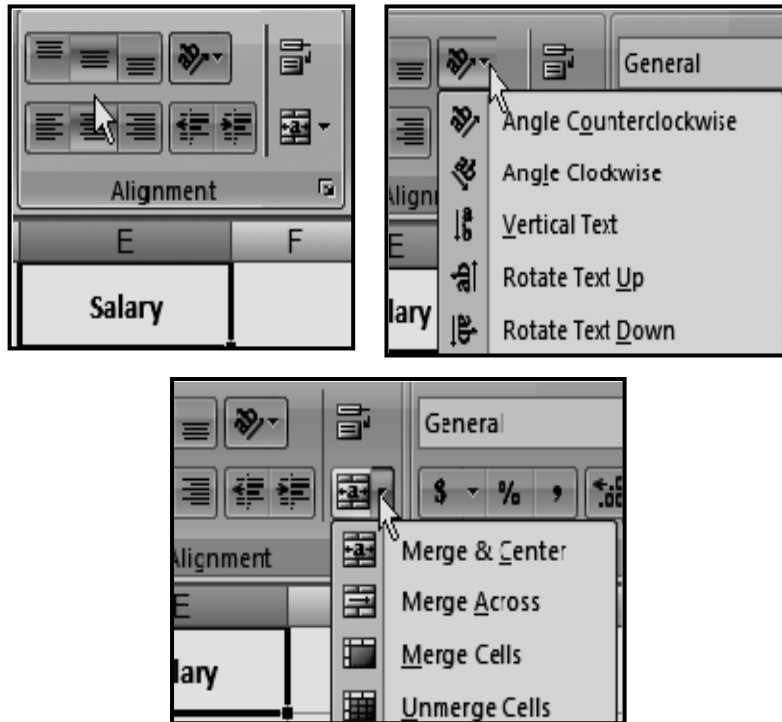 Alignment
E F
Salary
General
Angle Counterclockwise
Angle Clockwise
Vertical Text
Rotate Text Up
Rotate Text Down
Alignm
E
lary
General
$ % ,
Alignment
Merge & Center
Merge Across
Merge Cells
Unmerge Cells
E
lary